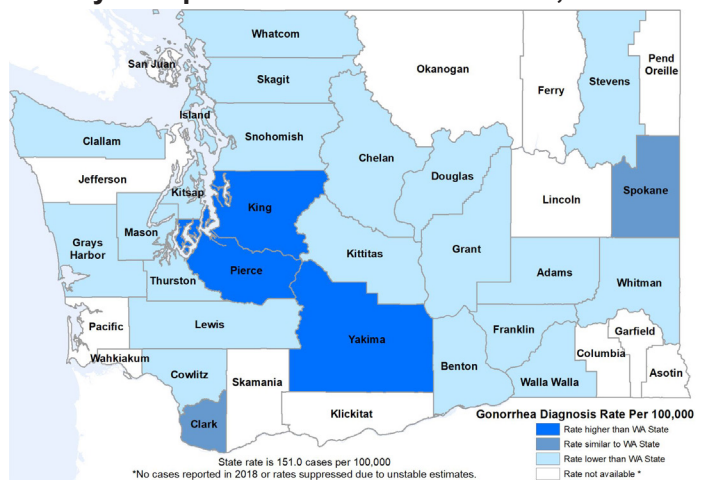 Whatcom
San Juan
Skagit
Okanogan
Ferry
Stevens
Pend
Oreille
Island
Snohomish
Clallam
Chelan
Jefferson
Douglas
Kitsap
King
Lincoln
Spokane
Mason
Grays
Harbor
Kittitas
Grant
Pierce
Adams
Thurston
Whitman
Pacific
Lewis
Yakima
Franklin
Garfield
Wahkiakum
Columbia
Cowlitz
Skamania
Benton
Walla Walla
Asotin
Klickitat
Clark
Gonorrhea Diagnosis Rate Per 100,000
Rate higher than WA State
Rate similar to WA State
Rate lower than WA State
Rate not available *
State rate is 151.0 cases per 100,000
*No cases reported in 2018 or rates suppressed due to unstable estimates.